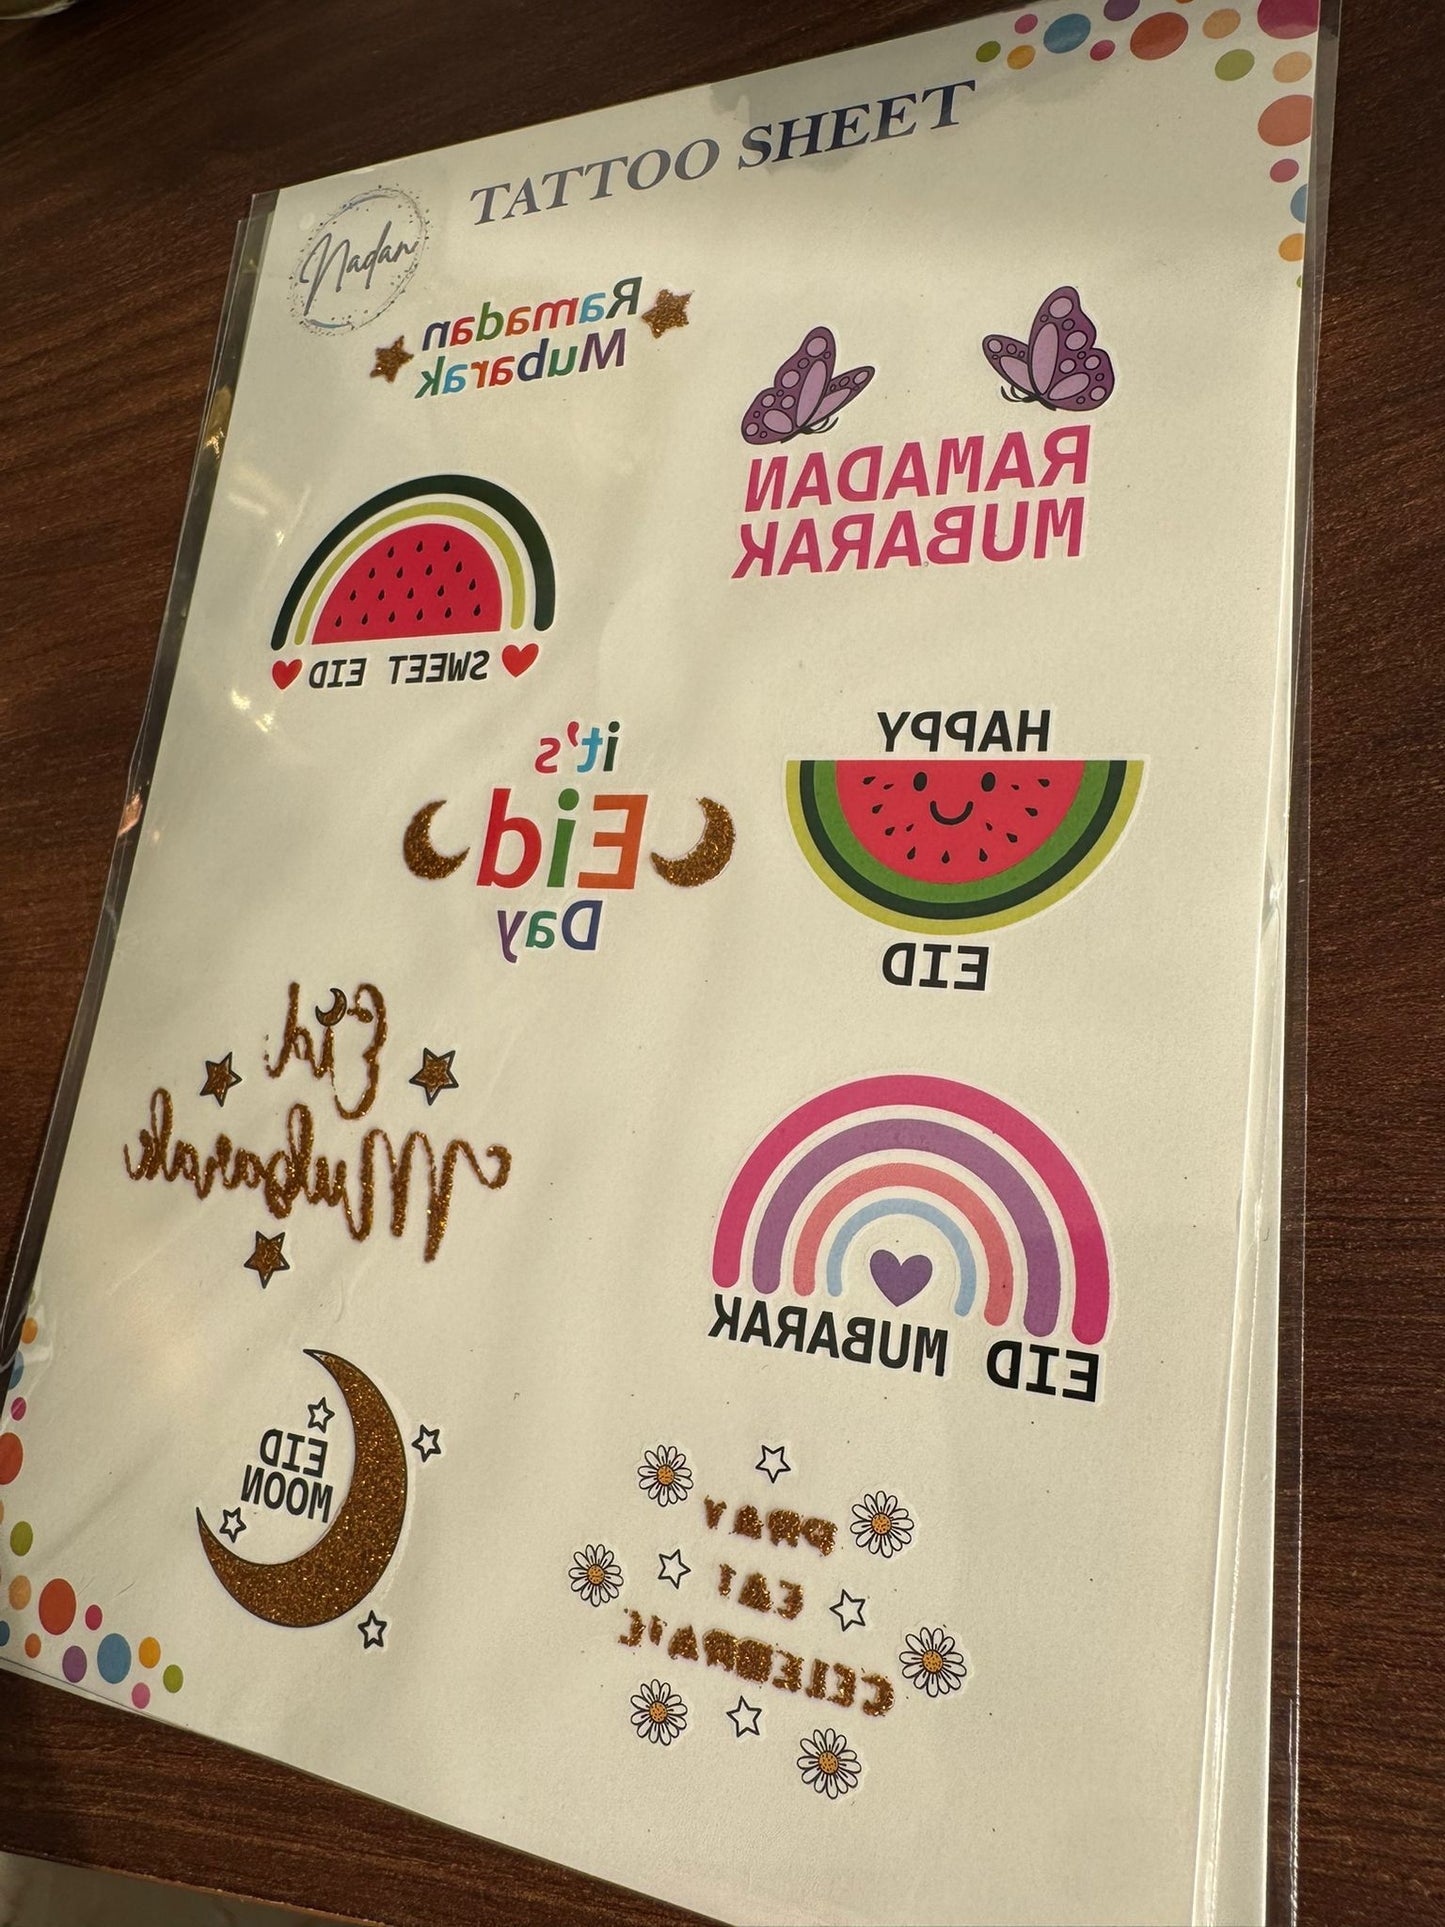 TATTOO SHEET
Nadan
Ramadan
Mubarak
RAMADAN
MUBARAK
SWEET EID
HAPPY
EID
it's
Eid
Day
Eid
Mubarak
EID MUBARAK
EID
MOON
PRAY
EAT
CELEBRATE